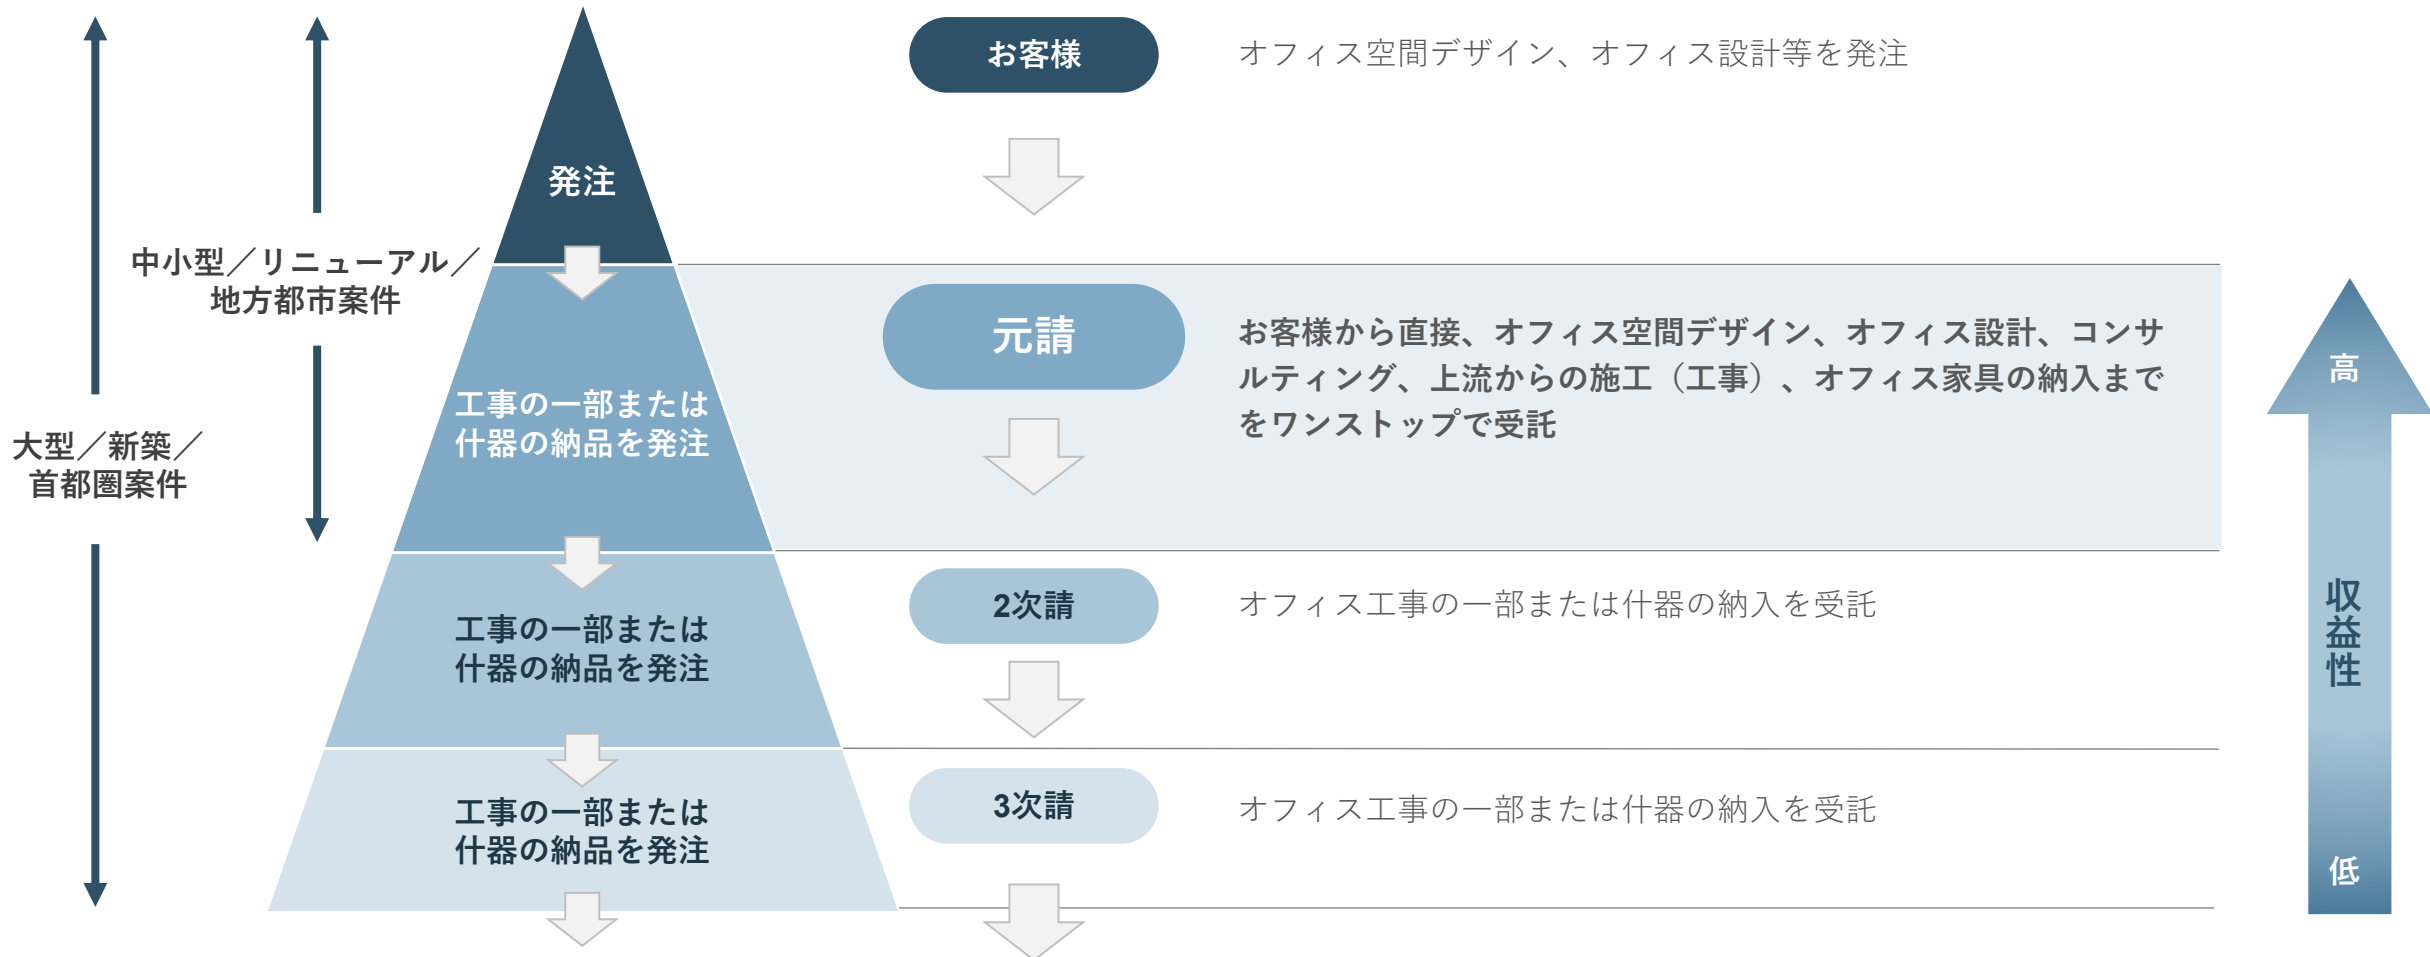 お客様
オフィス空間デザイン、オフィス設計等を発注
発注
中小型／リニューアル／
地方都市案件
大型／新築／
首都圏案件
元請
お客様から直接、オフィス空間デザイン、オフィス設計、コンサ
ルティング、上流からの施工（工事）、オフィス家具の納入まで
をワンストップで受託
工事の一部または
什器の納品を発注
2次請
オフィス工事の一部または什器の納入を受託
工事の一部または
什器の納品を発注
3次請
オフィス工事の一部または什器の納入を受託
工事の一部または
什器の納品を発注
高
収益性
低